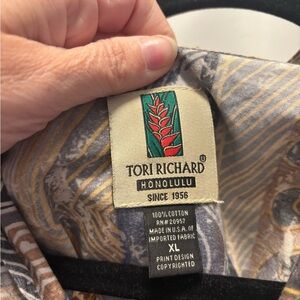 TORI RICHARD®
HONOLULU
SINCE 1956
100% COTTON
RN# 20957
MADE IN U.S.A. OF
IMPORTED FABRIC
XL
PRINT DESIGN
COPYRIGHTED